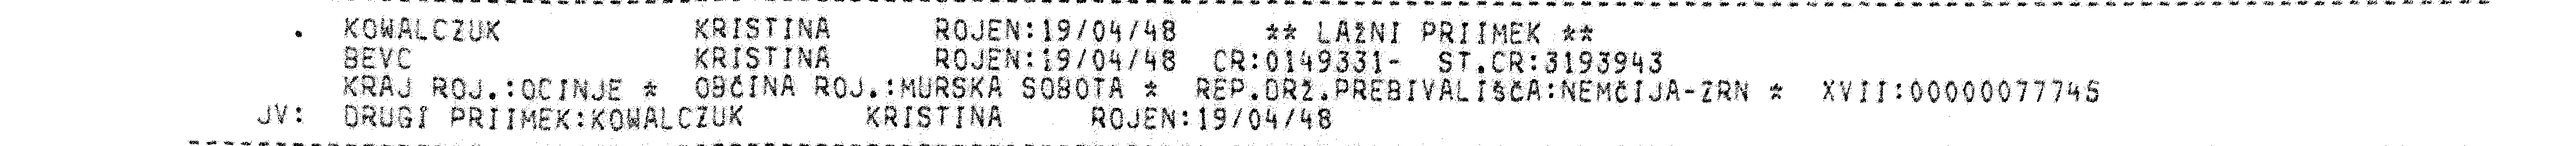 . KOWALCZUK KRISTINA ROJEN:19/04/48 ** LAŽNI PRIIMEK **
BEVC KRISTINA ROJEN:19/04/48 CR:0149331- ST.CR:3193943
KRAJ ROJ.:OCINJE * OBČINA ROJ.:MURSKA SOBOTA * REP.DRŽ.PREBIVALIŠČA:NEMČIJA-ZRN * XVII:00000077745
JV: DRUGI PRIIMEK:KOWALCZUK KRISTINA ROJEN:19/04/48